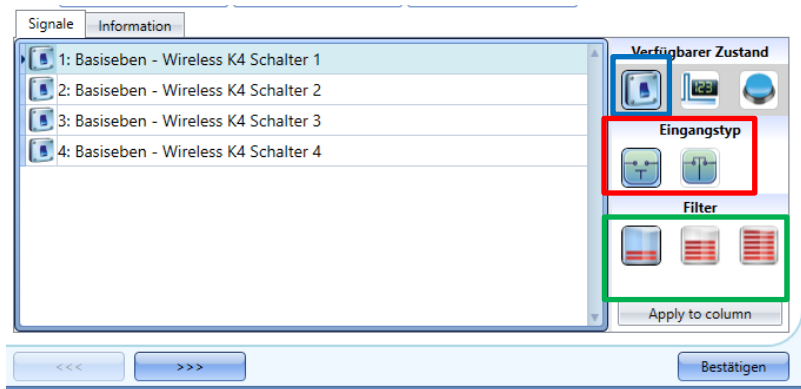 Signale Information
1: Basiseben - Wireless K4 Schalter 1
2: Basiseben - Wireless K4 Schalter 2
3: Basiseben - Wireless K4 Schalter 3
4: Basiseben - Wireless K4 Schalter 4
Verfügbarer Zustand
123
Eingangstyp
Filter
Apply to column
<<< >>> Bestätigen